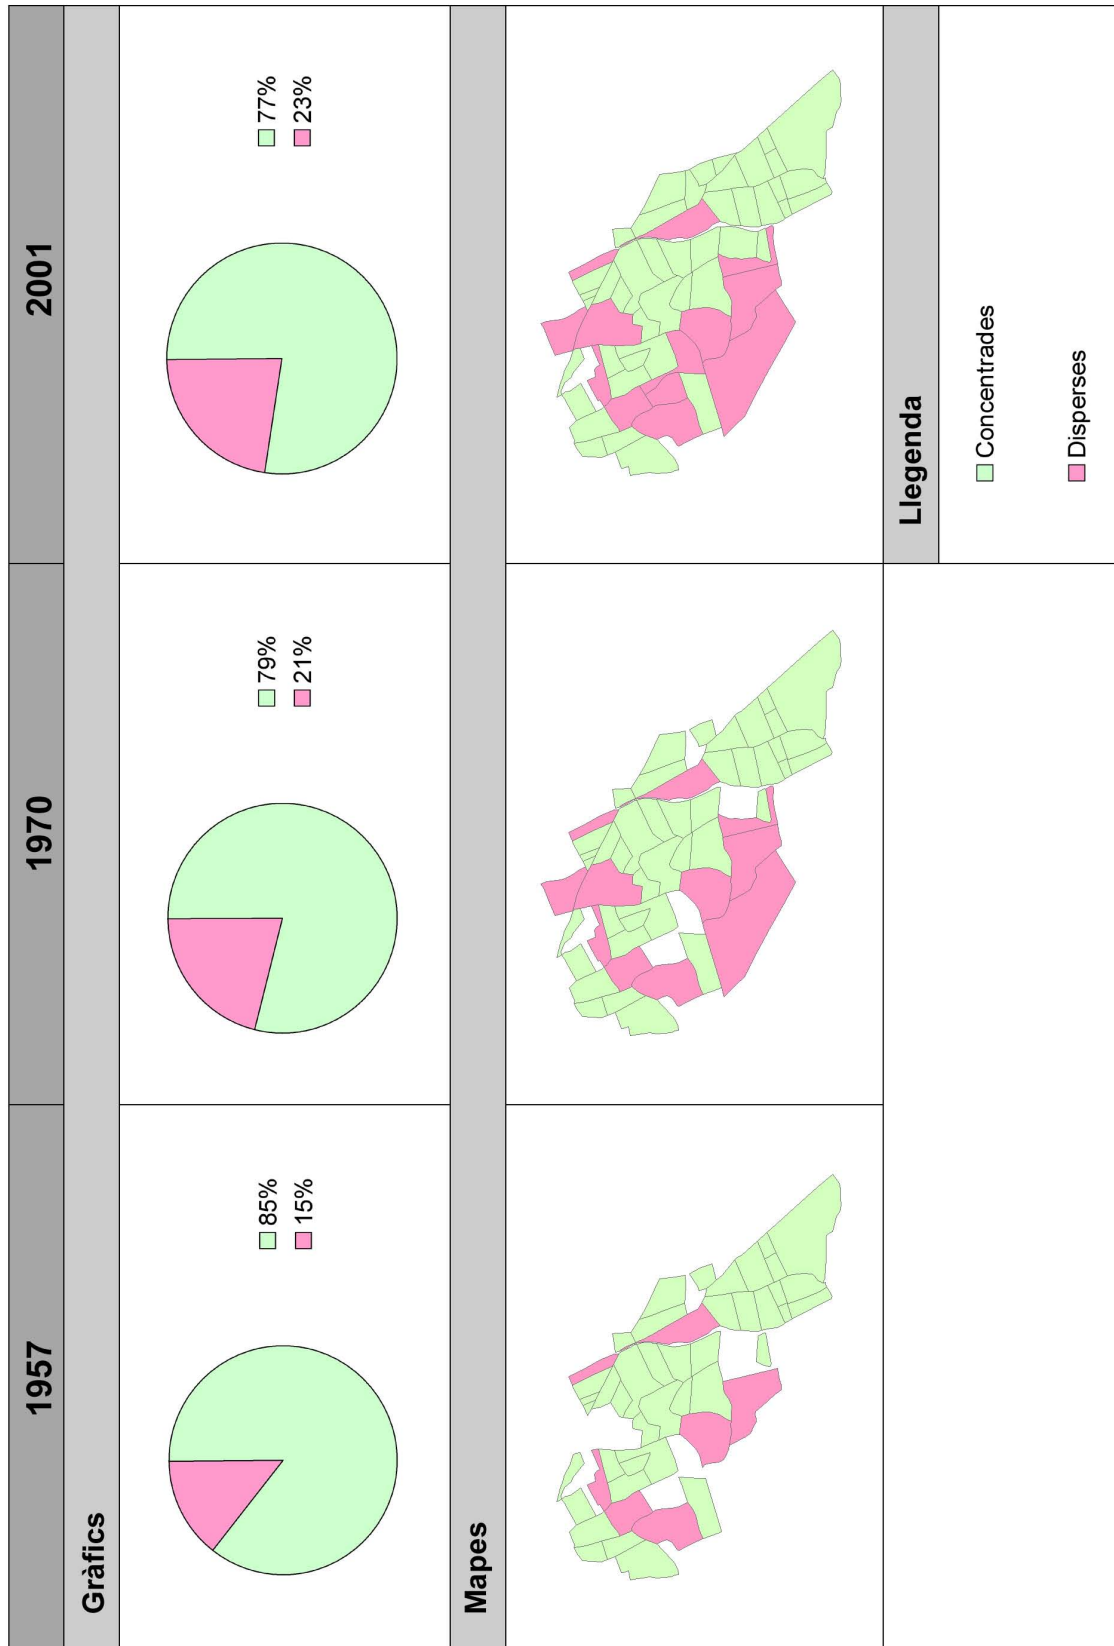 1957 1970 2001
Gràfics
85% 79% 77%
15% 21% 23%
Mapes
Llegenda
Concentrades
Disperses